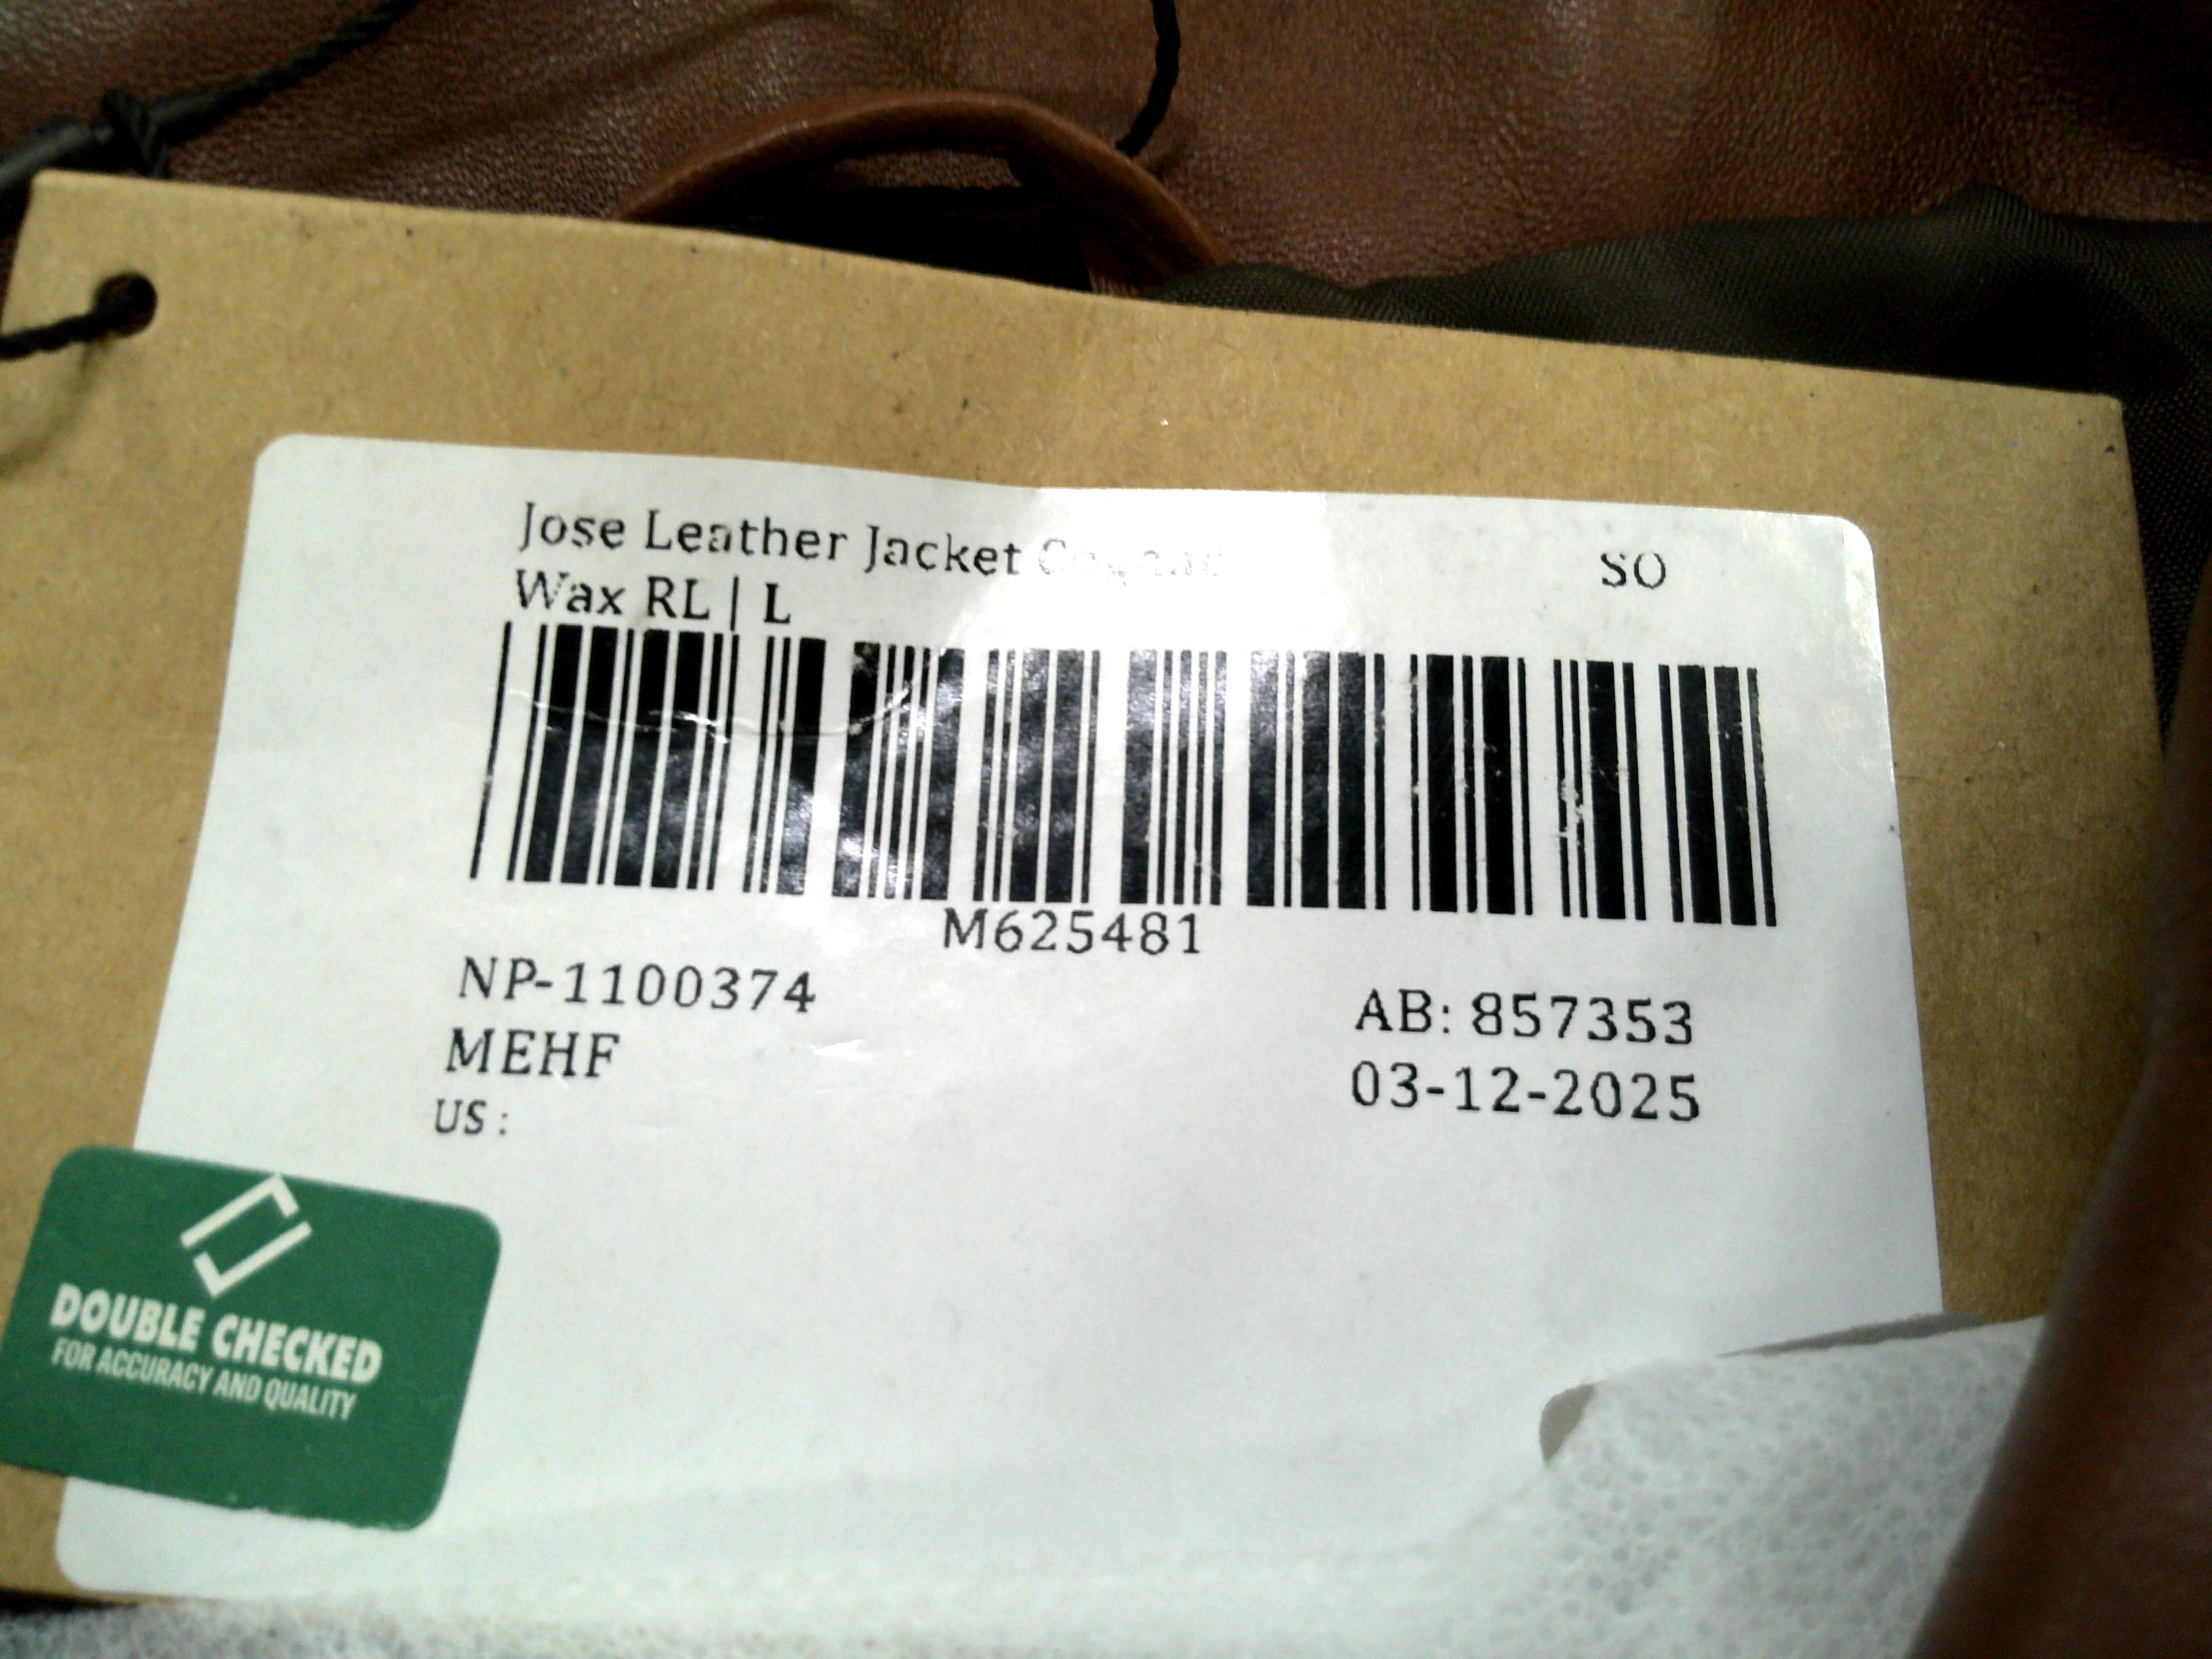 Jose Leather Jacket Cognac
SO
Wax RL | L
M625481
NP-1100374
AB: 857353
MEHF
03-12-2025
US :
DOUBLE CHECKED
FOR ACCURACY AND QUALITY